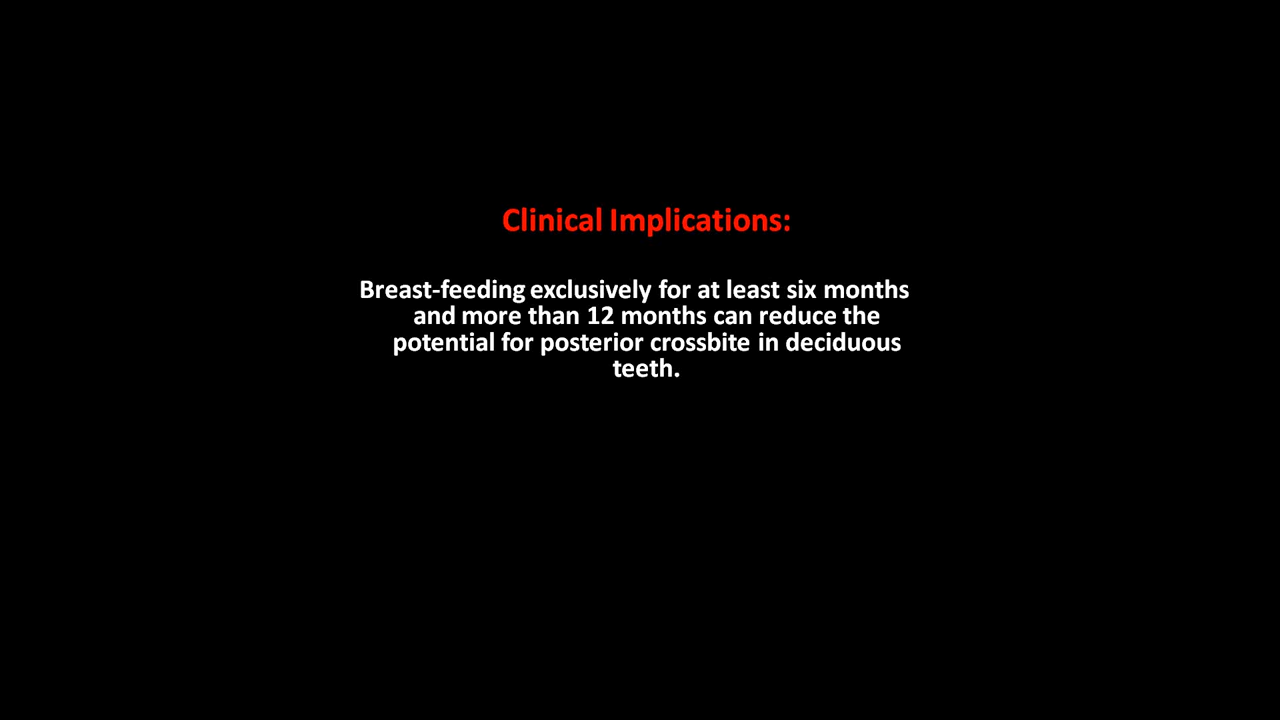 Clinical Implications:
Breast-feeding exclusively for at least six months
and more than 12 months can reduce the
potential for posterior crossbite in deciduous
teeth.